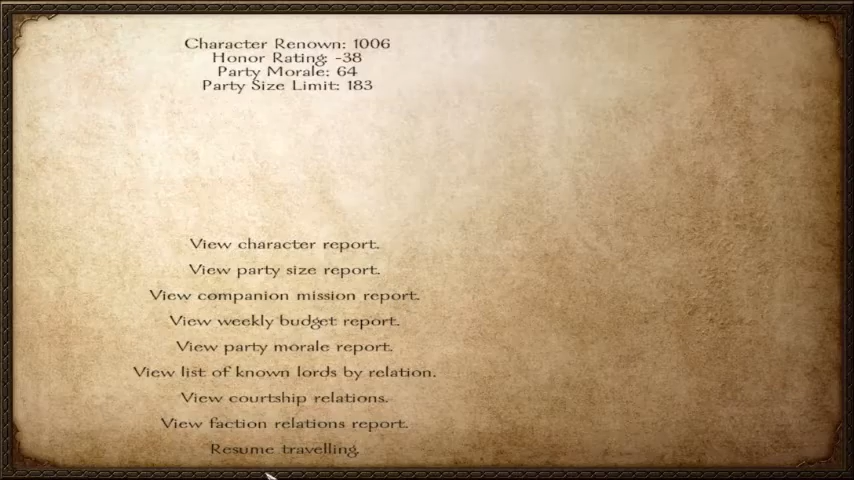 Character Renown: 1006
Honor Rating: -38
Party Morale: 64
Party Size Limit: 183
View character report.
View party size report.
View companion mission report.
View weekly budget report.
View party morale report.
View list of known lords by relation.
View courtship relations.
View faction relations report.
Resume travelling.